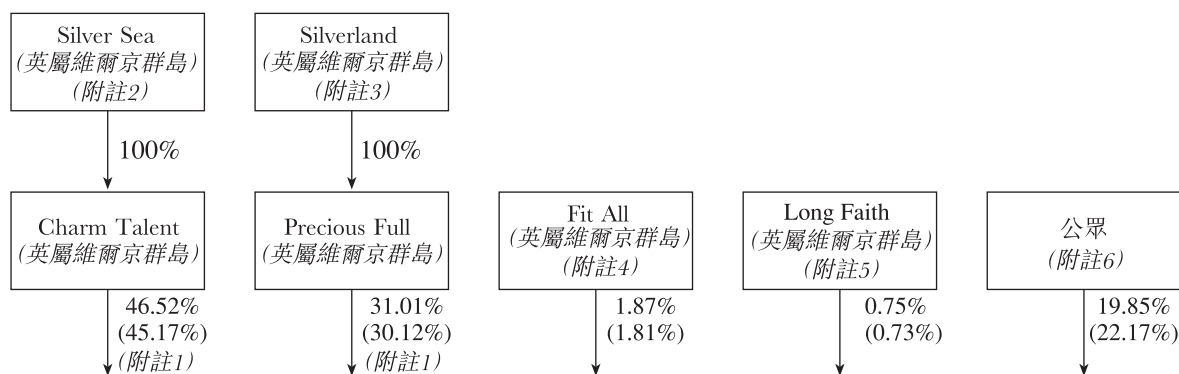 Silver Sea
(英屬維爾京群島)
(附註2)
Silverland
(英屬維爾京群島)
(附註3)
100%
100%
Charm Talent
(英屬維爾京群島)
Precious Full
(英屬維爾京群島)
Fit All
(英屬維爾京群島)
(附註4)
Long Faith
(英屬維爾京群島)
(附註5)
公眾
(附註6)
46.52%
(45.17%)
(附註1)
31.01%
(30.12%)
(附註1)
1.87%
(1.81%)
0.75%
(0.73%)
19.85%
(22.17%)